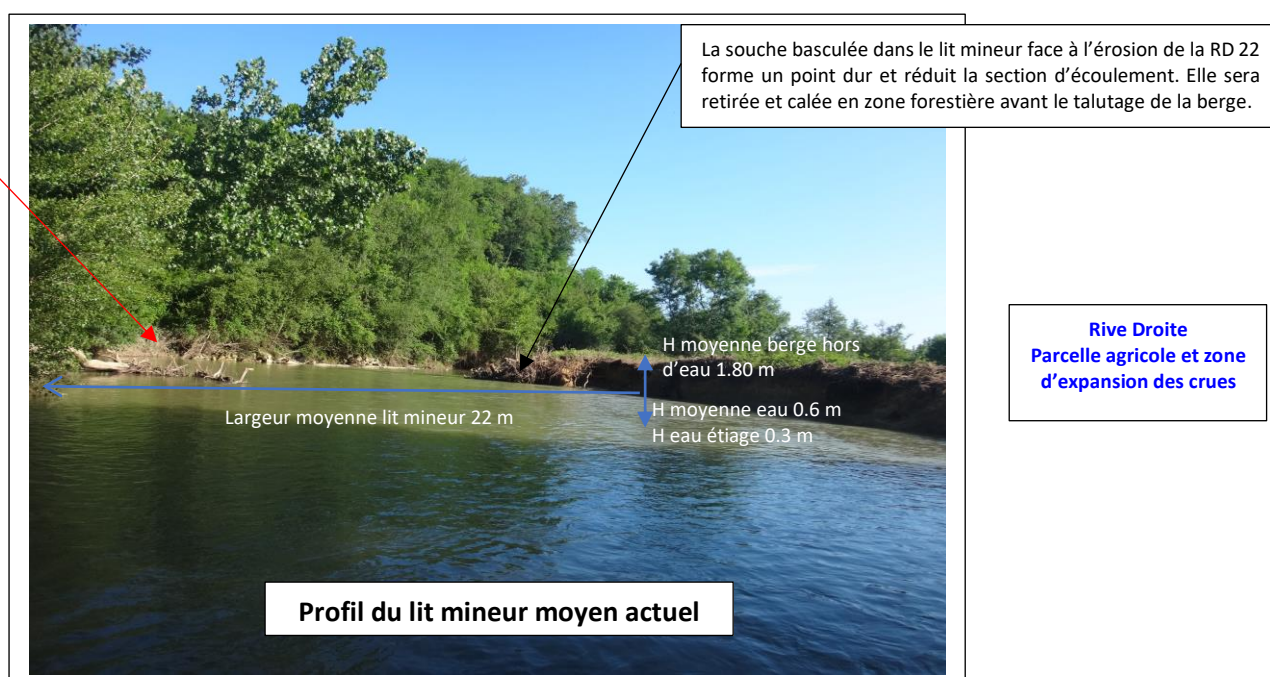 La souche basculée dans le lit mineur face à l’érosion de la RD 22
forme un point dur et réduit la section d’écoulement. Elle sera
retirée et calée en zone forestière avant le talutage de la berge.
H moyenne berge hors
d’eau 1.80 m
Rive Droite
Parcelle agricole et zone
d’expansion des crues
Largeur moyenne lit mineur 22 m
H moyenne eau 0.6 m
H eau étiage 0.3 m
Profil du lit mineur moyen actuel